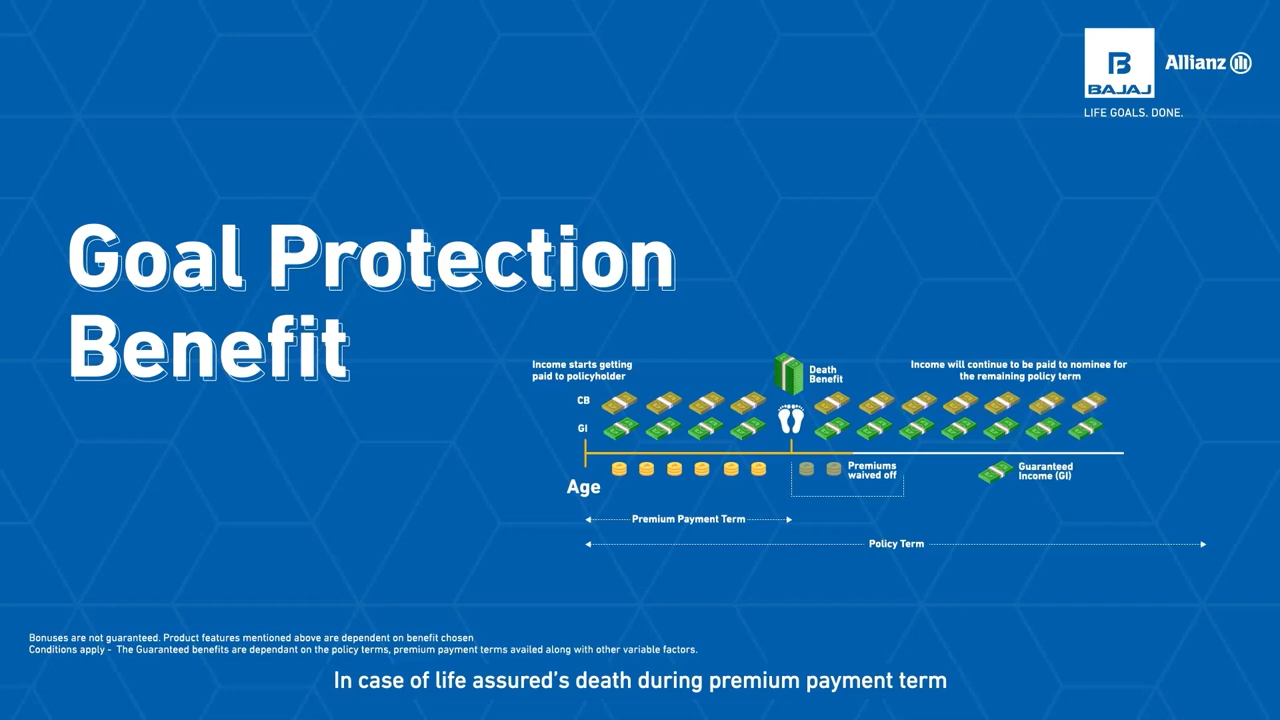 BAJAJ
Allianz
LIFE GOALS. DONE.
Goal Protection
Benefit
Income starts getting
paid to policyholder
Death
Benefit
Income will continue to be paid to nominee for
the remaining policy term
CB
GI
Premiums
waived off
Guaranteed
Income (GI)
Age
Premium Payment Term
Policy Term
Bonuses are not guaranteed. Product features mentioned above are dependent on benefit chosen
Conditions apply - The Guaranteed benefits are dependant on the policy terms, premium payment terms availed along with other variable factors.
In case of life assured's death during premium payment term